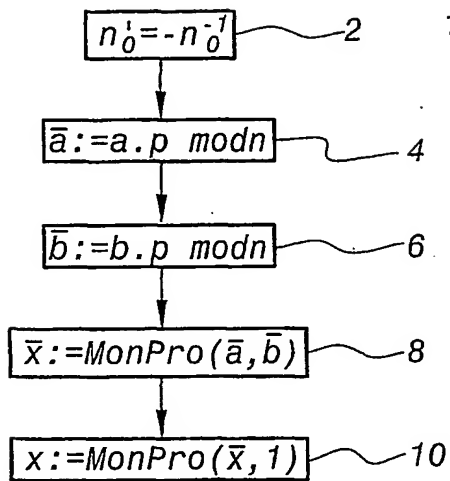 n'₀=-n₀⁻¹ 2
ā:=a.p modn 4
b̄:=b.p modn 6
x̄:=MonPro(ā,b̄) 8
x:=MonPro(x̄,1) 10